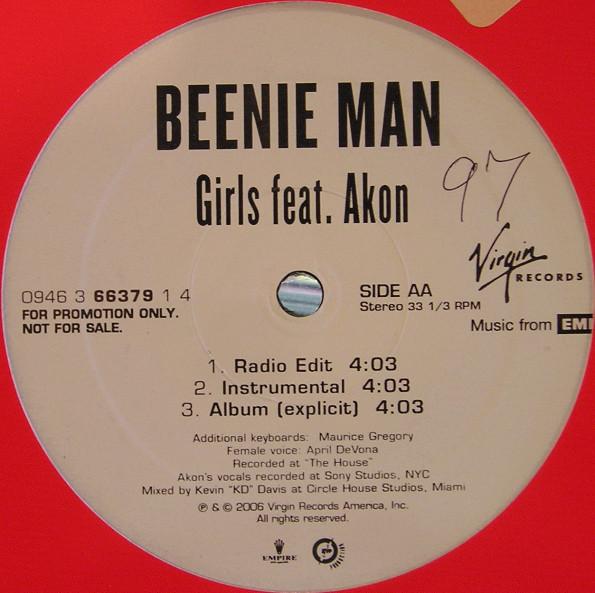 BEENIE MAN
Girls feat. Akon
97
Virgin
RECORDS
0946 3 66379 1 4
FOR PROMOTION ONLY.
NOT FOR SALE.
SIDE AA
Stereo 33 1/3 RPM
Music from EMI
1. Radio Edit 4:03
2. Instrumental 4:03
3. Album (explicit) 4:03
Additional keyboards: Maurice Gregory
Female voice: April DeVona
Recorded at "The House"
Akon's vocals recorded at Sony Studios, NYC
Mixed by Kevin "KD" Davis at Circle House Studios, Miami
℗ & © 2006 Virgin Records America, Inc.
All rights reserved.
EMPIRE